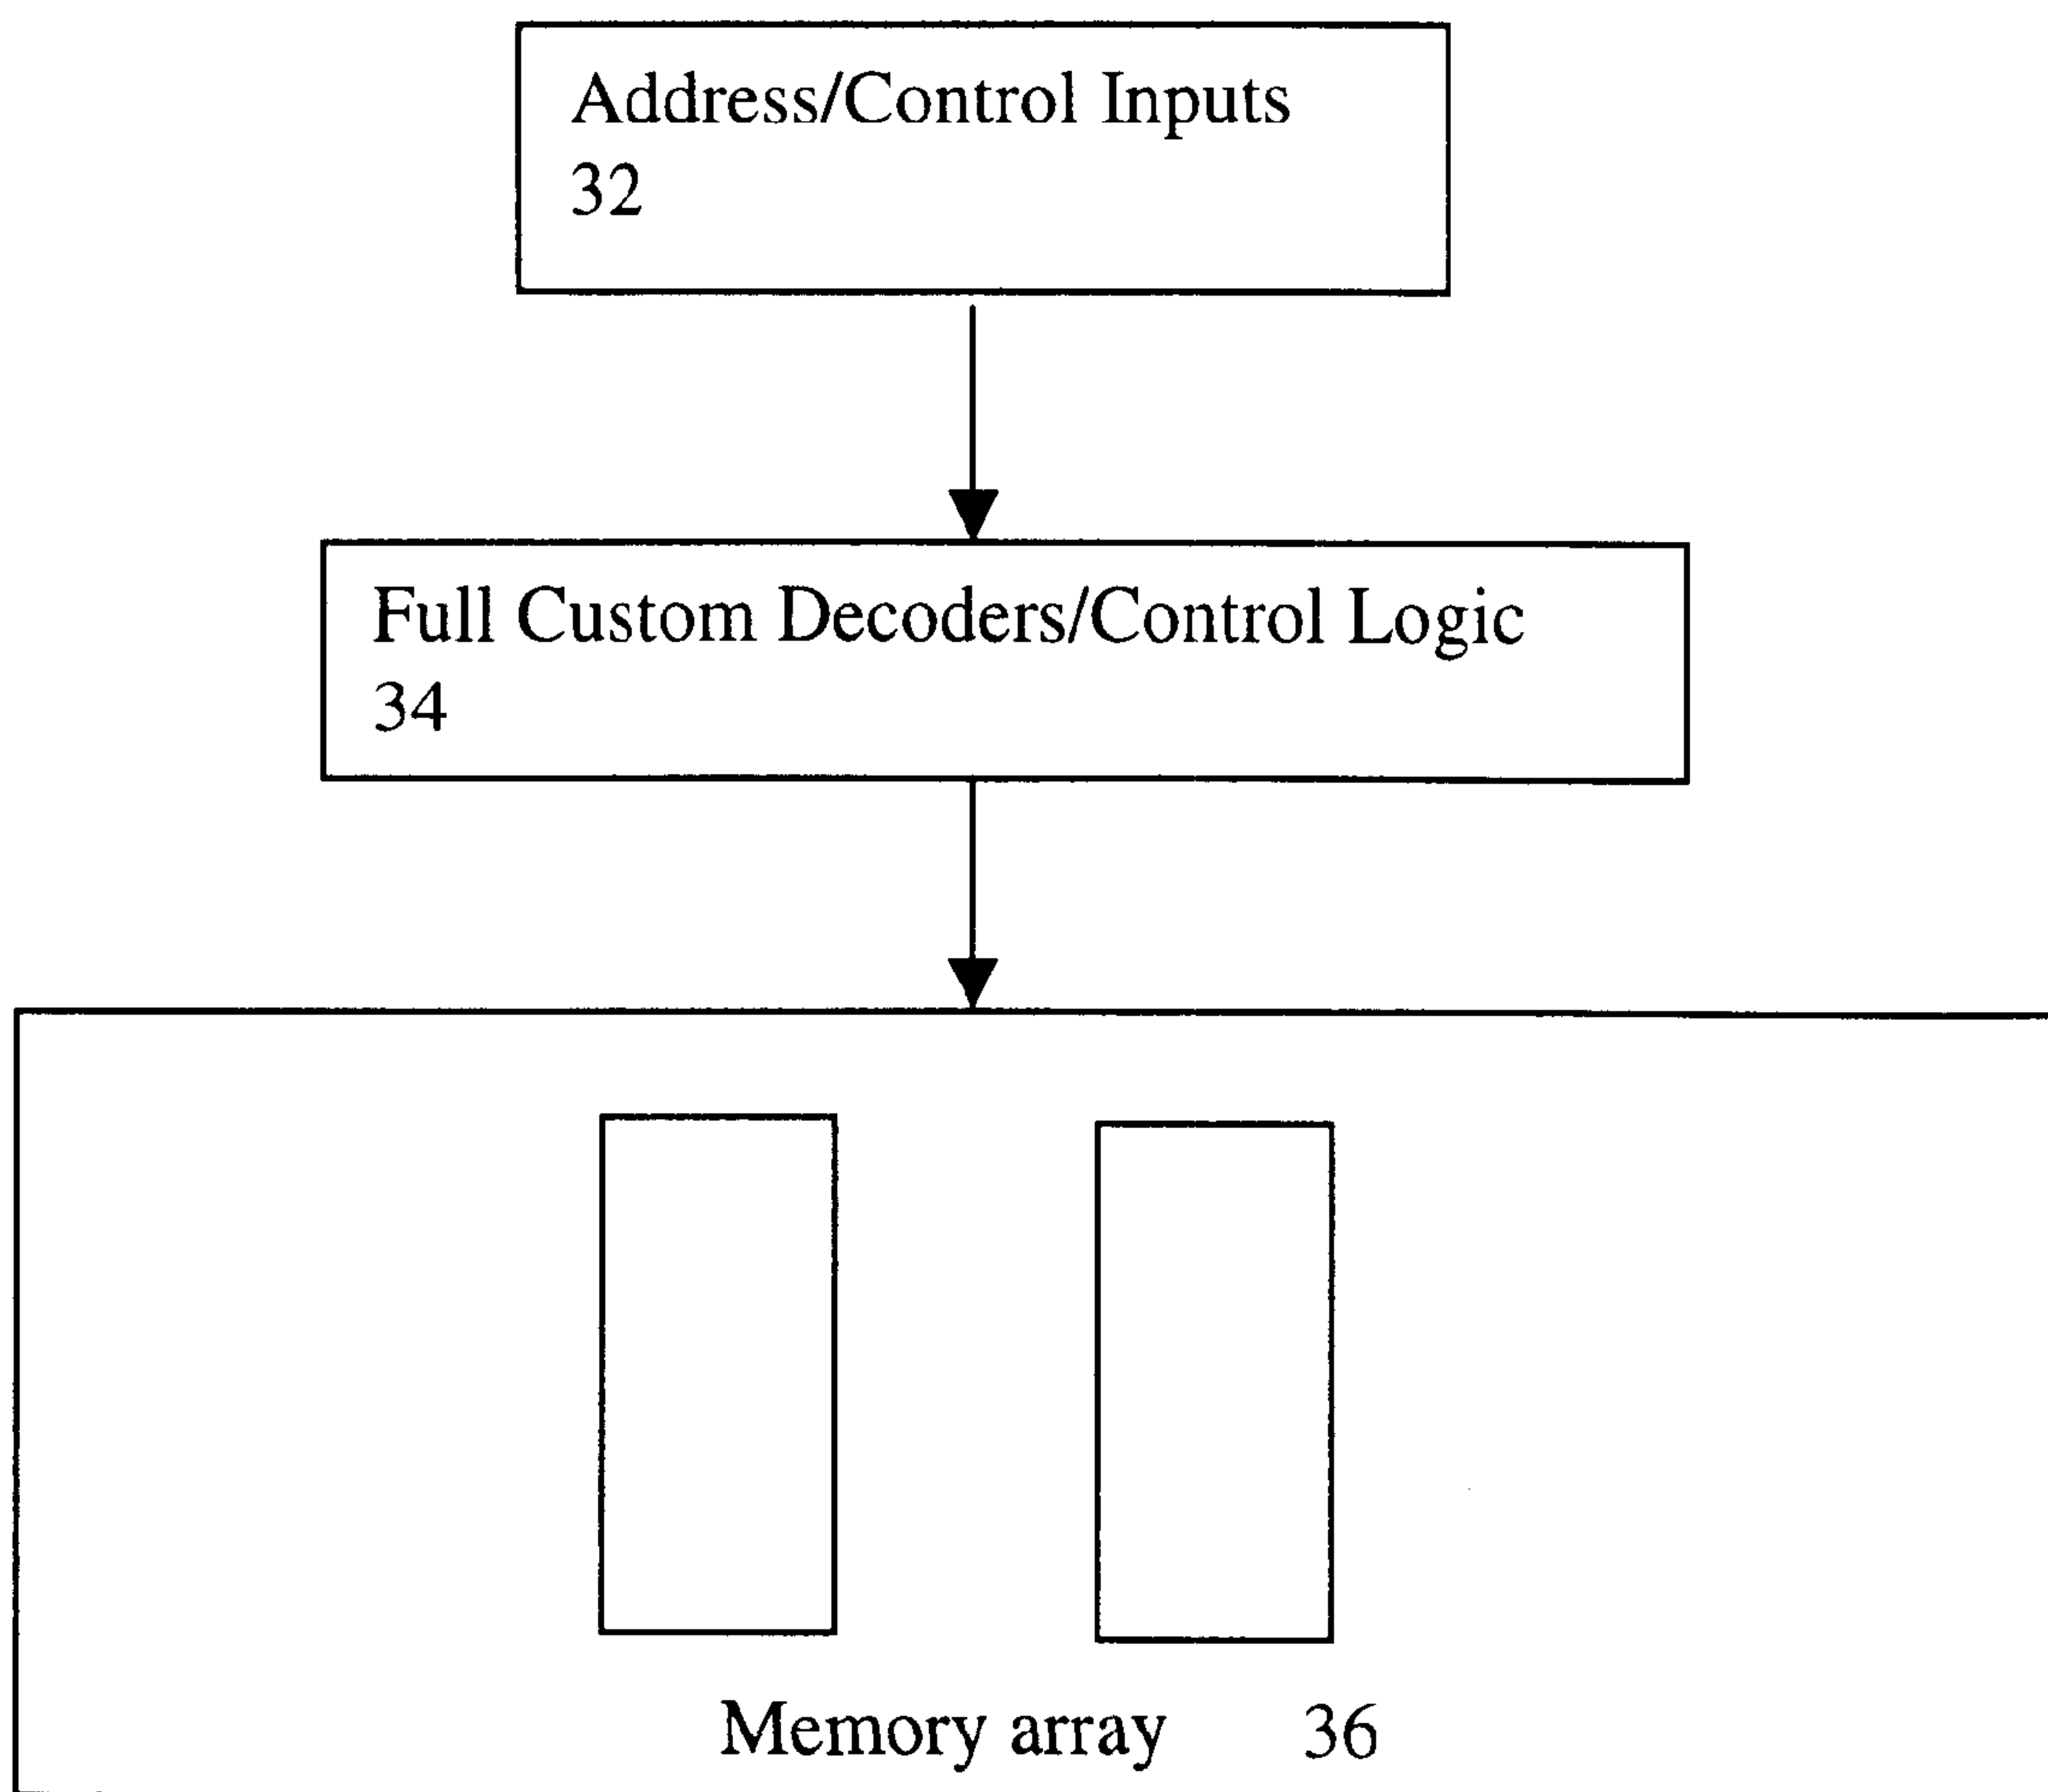 Address/Control Inputs
32
Full Custom Decoders/Control Logic
34
Memory array 36